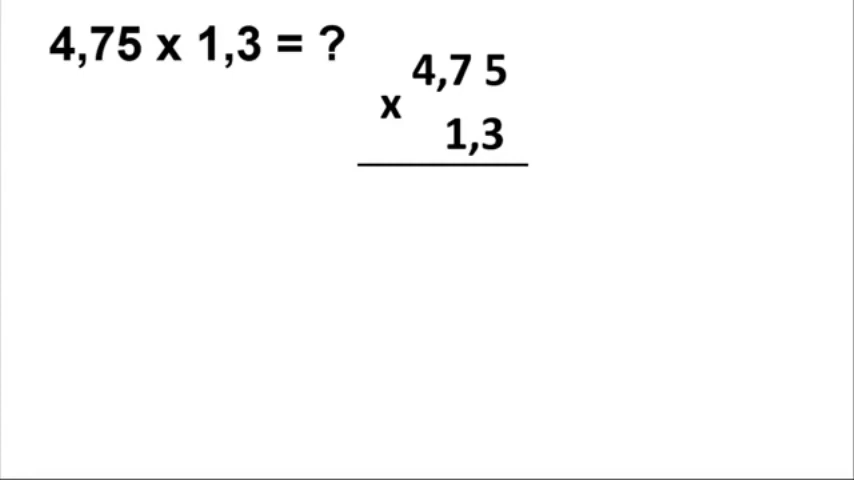 4,75 x 1,3 = ?
4,7 5
x
1,3